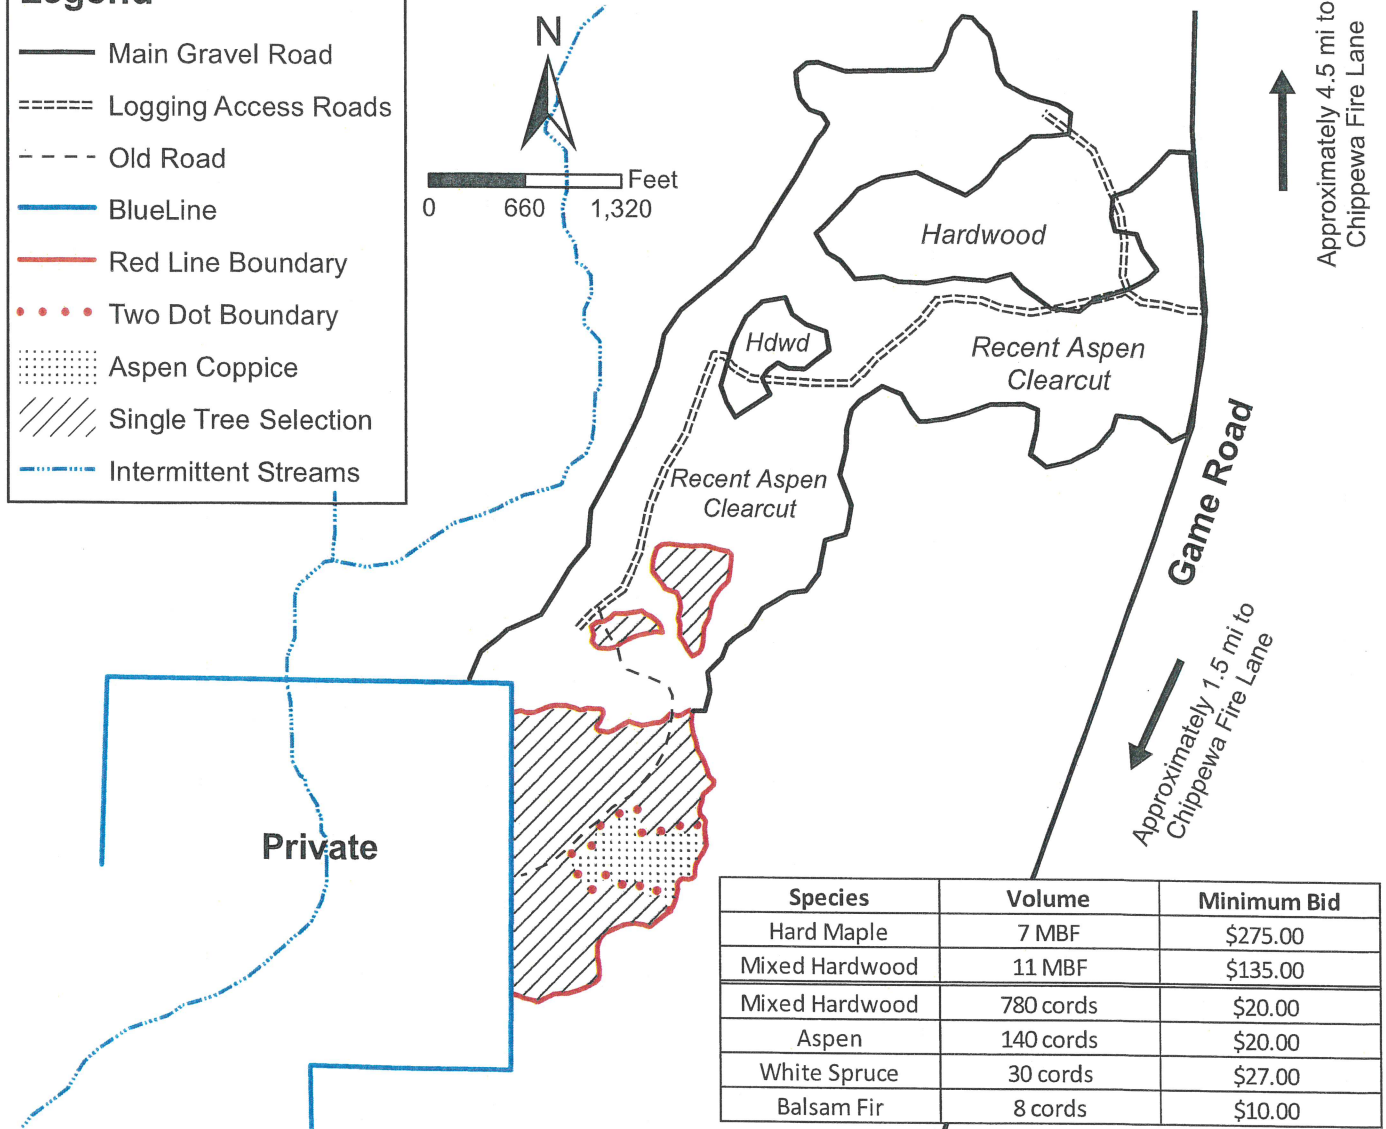 Legend
Main Gravel Road
Logging Access Roads
Old Road
BlueLine
Red Line Boundary
Two Dot Boundary
Aspen Coppice
Single Tree Selection
Intermittent Streams
N
Feet
0 660 1,320
Approximately 4.5 mi to
Chippewa Fire Lane
Hardwood
Hdwd
Recent Aspen
Clearcut
Recent Aspen
Clearcut
Game Road
Approximately 1.5 mi to
Chippewa Fire Lane
Private
Species Volume Minimum Bid
Hard Maple 7 MBF $275.00
Mixed Hardwood 11 MBF $135.00
Mixed Hardwood 780 cords $20.00
Aspen 140 cords $20.00
White Spruce 30 cords $27.00
Balsam Fir 8 cords $10.00